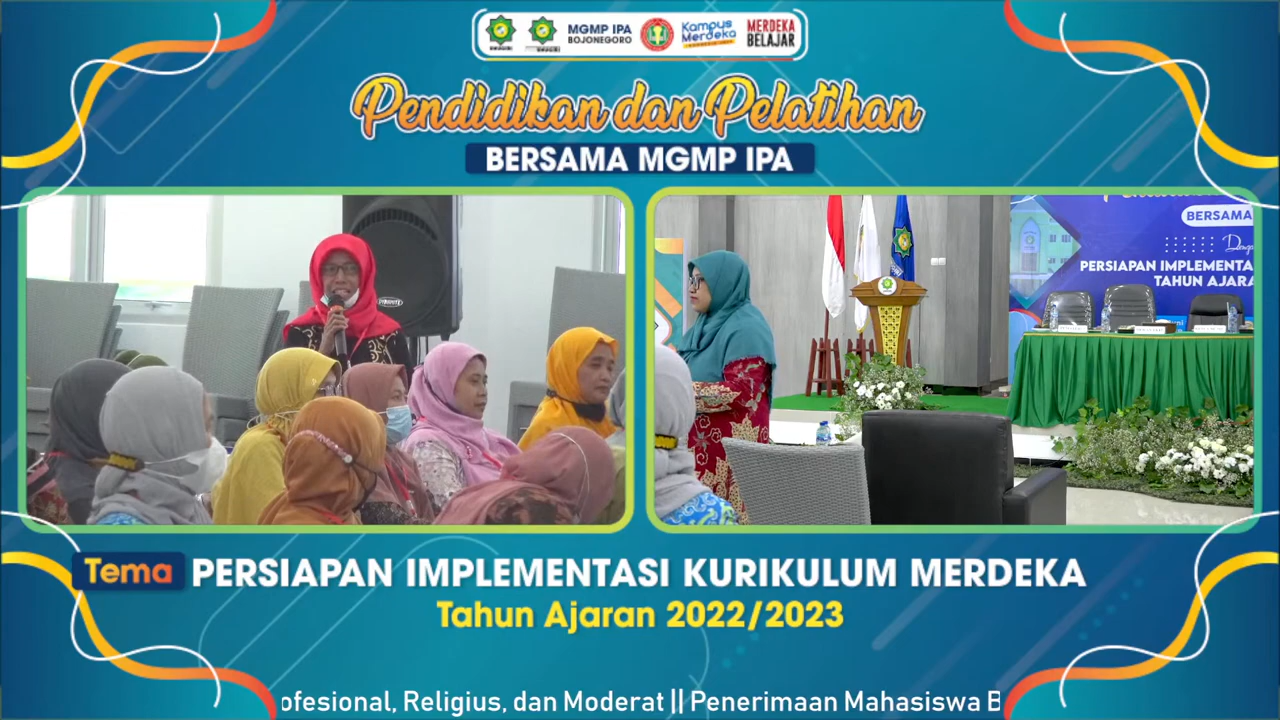 MGMP IPA
BOJONEGORO
Kampus
Merdeka
MERDEKA
BELAJAR
Pendidikan dan Pelatihan
BERSAMA MGMP IPA
BERSAMA
PERSIAPAN IMPLEMENTA
TAHUN AJARA
Tema PERSIAPAN IMPLEMENTASI KURIKULUM MERDEKA
Tahun Ajaran 2022/2023
ofesional, Religius, dan Moderat || Penerimaan Mahasiswa B